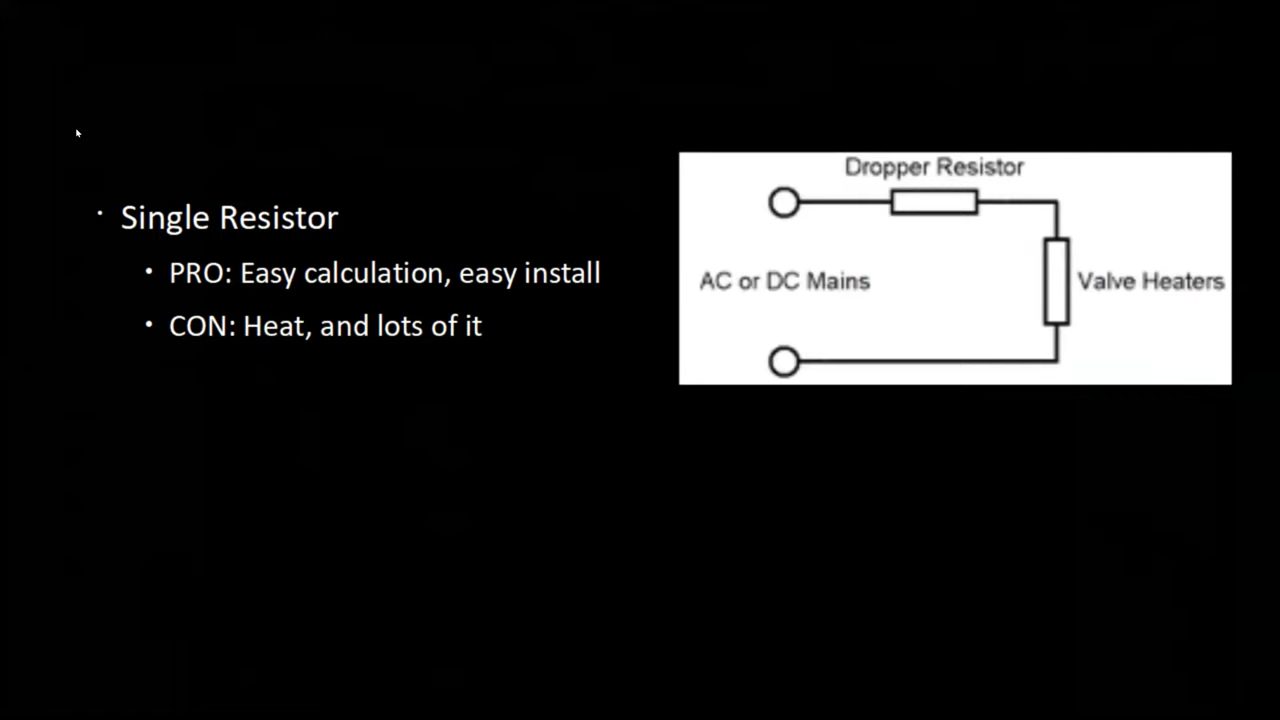 Single Resistor
PRO: Easy calculation, easy install
CON: Heat, and lots of it
Dropper Resistor
AC or DC Mains
Valve Heaters